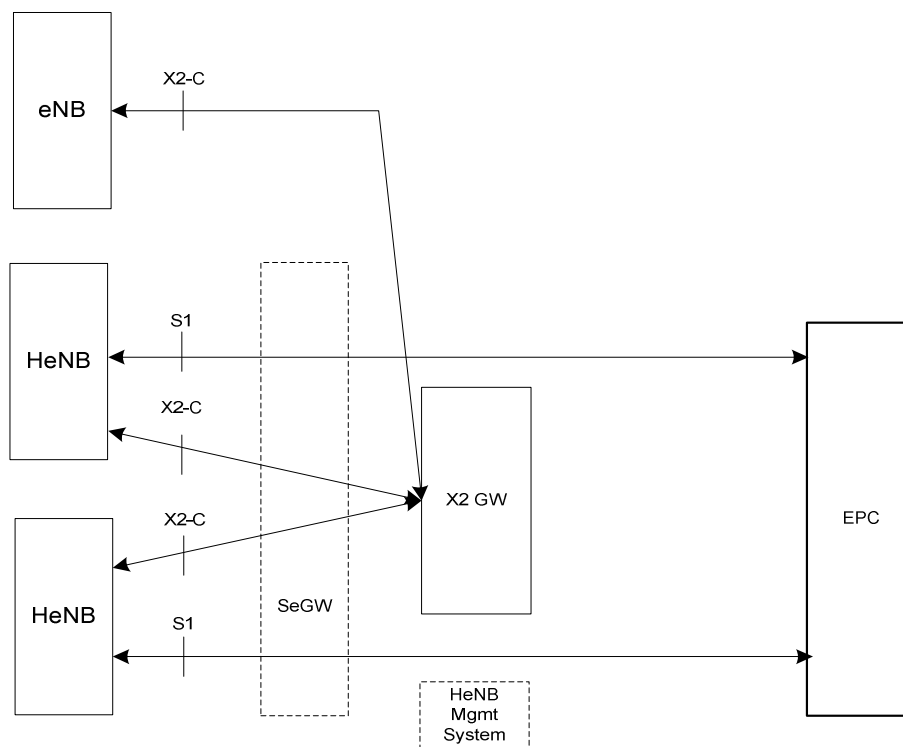 X2-C
eNB
S1
HeNB
X2-C
X2 GW
EPC
X2-C
SeGW
HeNB
S1
HeNB
Mgmt
System